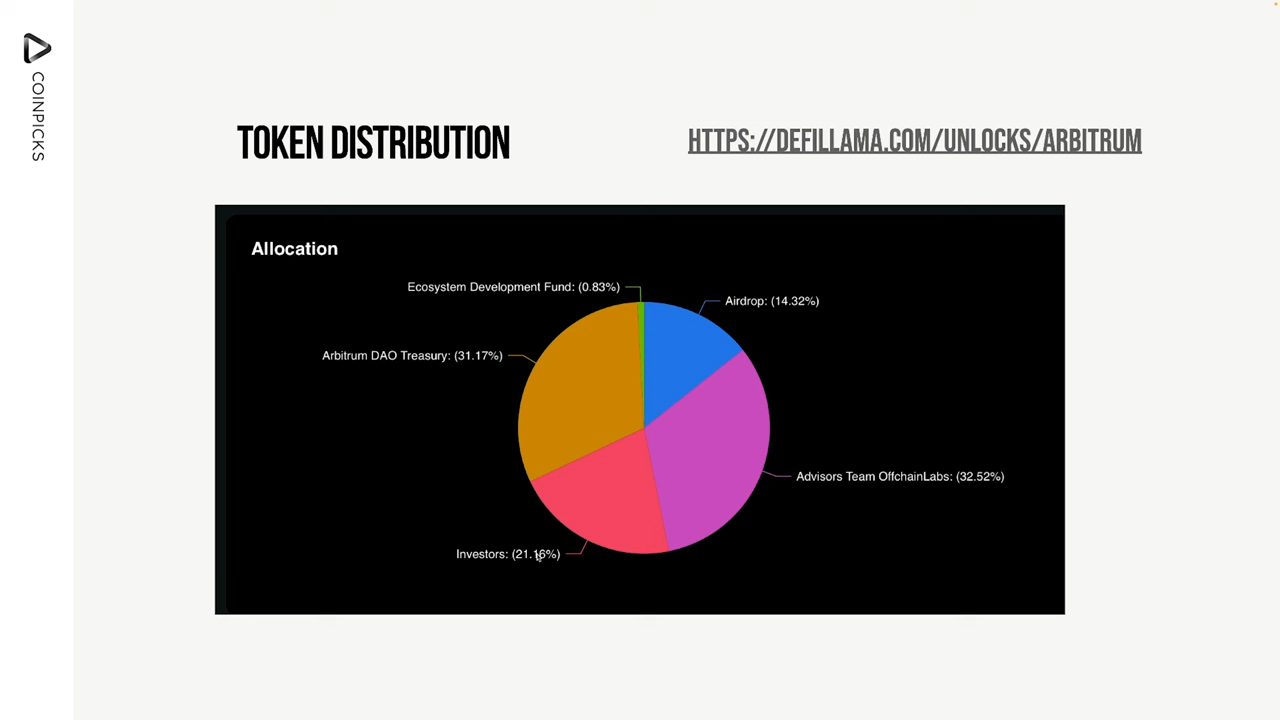 COINPICKS
TOKEN DISTRIBUTION
HTTPS://DEFILLAMA.COM/UNLOCKS/ARBITRUM
Allocation
Ecosystem Development Fund: (0.83%)
Airdrop: (14.32%)
Arbitrum DAO Treasury: (31.17%)
Advisors Team OffchainLabs: (32.52%)
Investors: (21.16%)